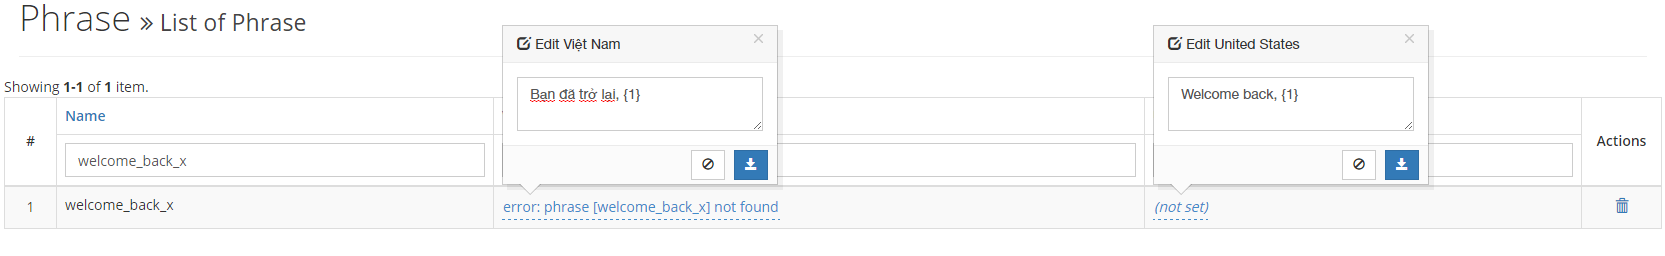 Phrase » List of Phrase
Edit Việt Nam ×
Edit United States ×
Showing 1-1 of 1 item.
Bạn đã trở lại, {1}
Welcome back, {1}
# Name Actions
welcome_back_x
1 welcome_back_x error: phrase [welcome_back_x] not found (not set)